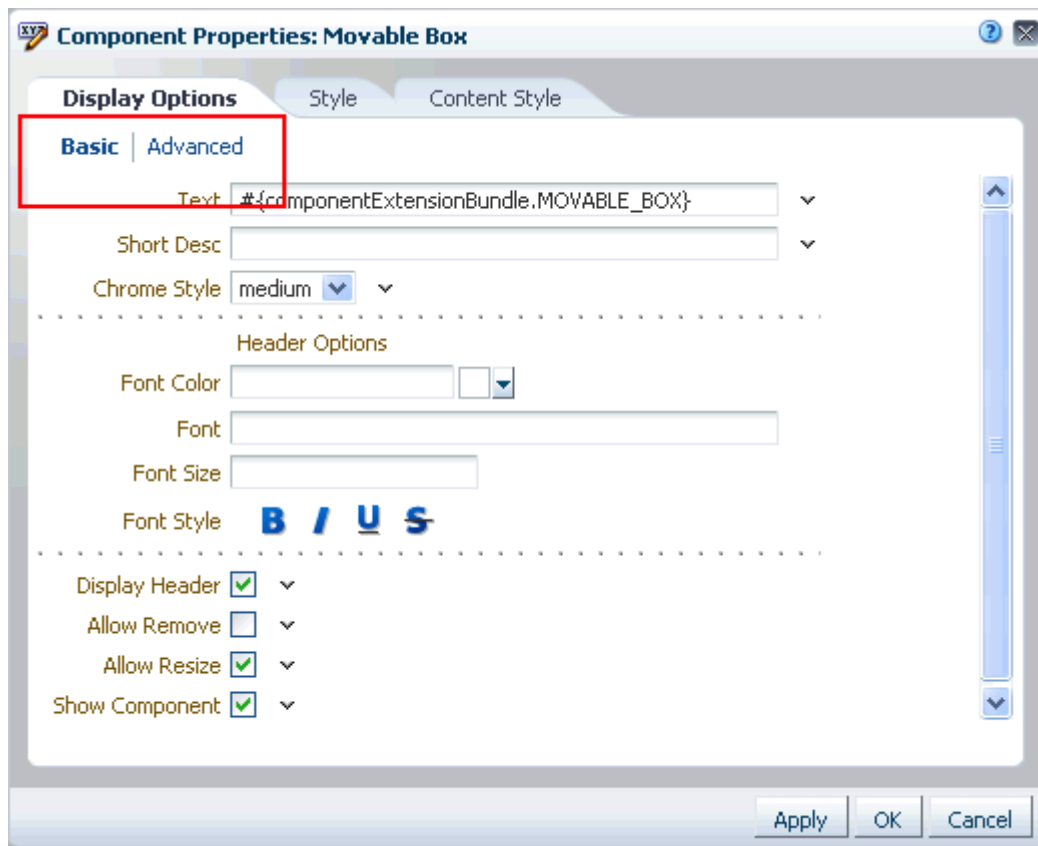 Component Properties: Movable Box
Display Options Style Content Style
Basic | Advanced
Text #{componentExtensionBundle.MOVABLE_BOX}
Short Desc
Chrome Style medium
Header Options
Font Color
Font
Font Size
Font Style B I U S
Display Header
Allow Remove
Allow Resize
Show Component
Apply OK Cancel